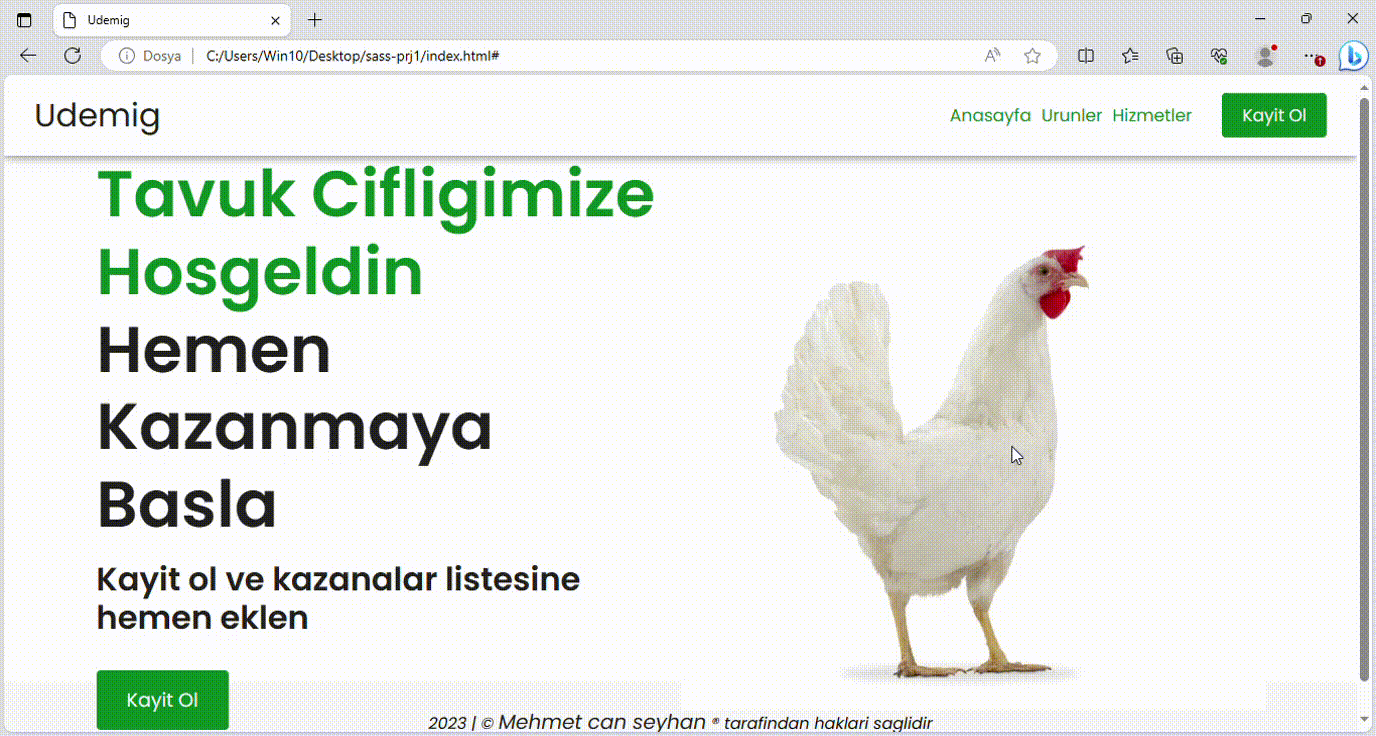 Udemig
Dosya
C:/Users/Win10/Desktop/sass-prj1/index.html#
Udemig
Anasayfa Urunler Hizmetler
Kayit Ol
Tavuk Cifligimize
Hosgeldin
Hemen
Kazanmaya
Basla
Kayit ol ve kazanalar listesine
hemen eklen
Kayit Ol
2023 | © Mehmet can seyhan ® tarafindan haklari saglidir